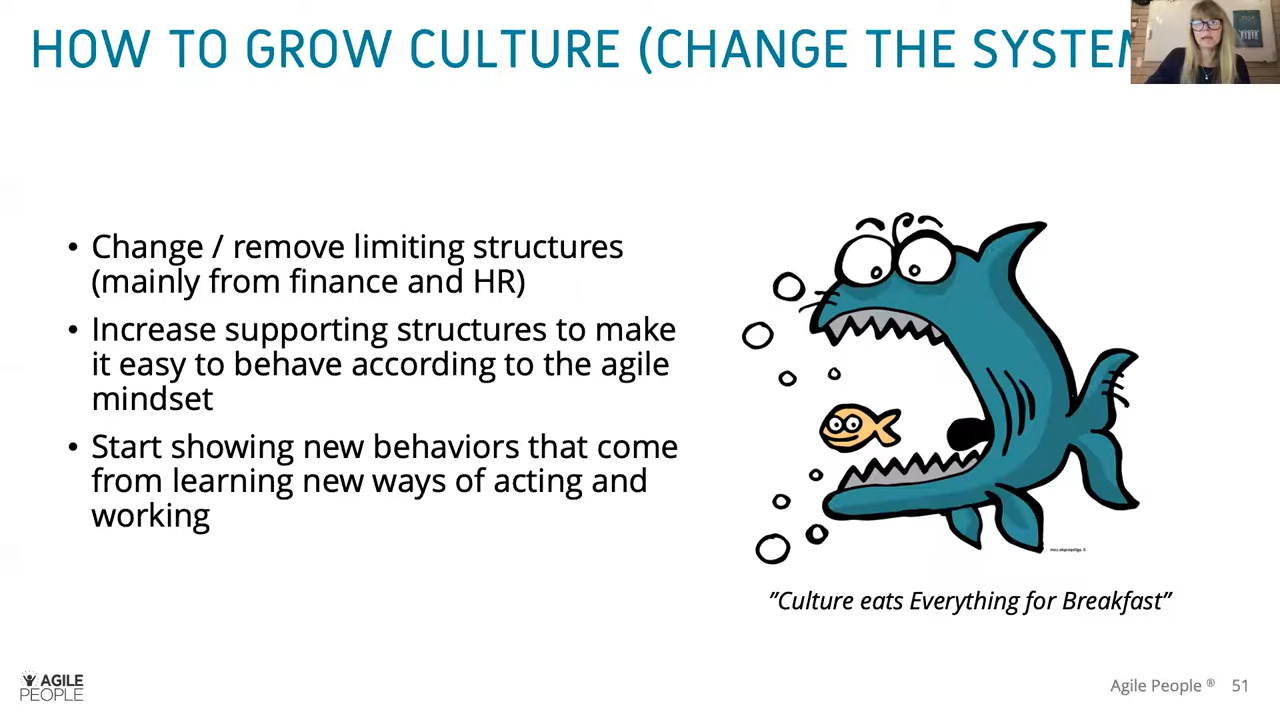 HOW TO GROW CULTURE (CHANGE THE SYSTEM
• Change / remove limiting structures
(mainly from finance and HR)
• Increase supporting structures to make
it easy to behave according to the agile
mindset
• Start showing new behaviors that come
from learning new ways of acting and
working
”Culture eats Everything for Breakfast”
AGILE
PEOPLE
Agile People ® 51